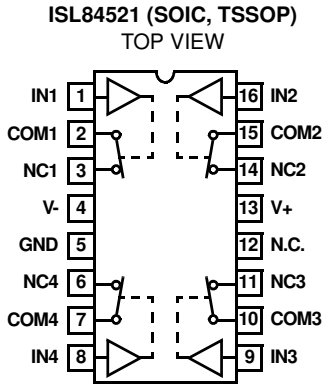 ISL84521 (SOIC, TSSOP)
TOP VIEW
IN1 1 16 IN2
COM1 2 15 COM2
NC1 3 14 NC2
V- 4 13 V+
GND 5 12 N.C.
NC4 6 11 NC3
COM4 7 10 COM3
IN4 8 9 IN3